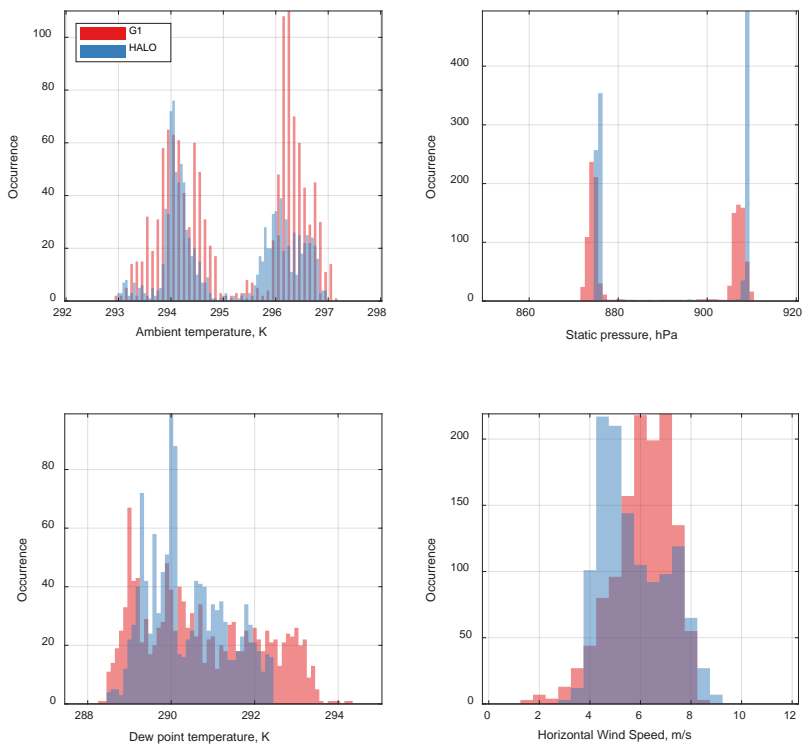 G1
HALO
Occurrence
100
80
60
40
20
0
292 293 294 295 296 297 298
Ambient temperature, K
Occurrence
400
300
200
100
0
860 880 900 920
Static pressure, hPa
Occurrence
80
60
40
20
0
288 290 292 294
Dew point temperature, K
Occurrence
200
150
100
50
0
0 2 4 6 8 10 12
Horizontal Wind Speed, m/s